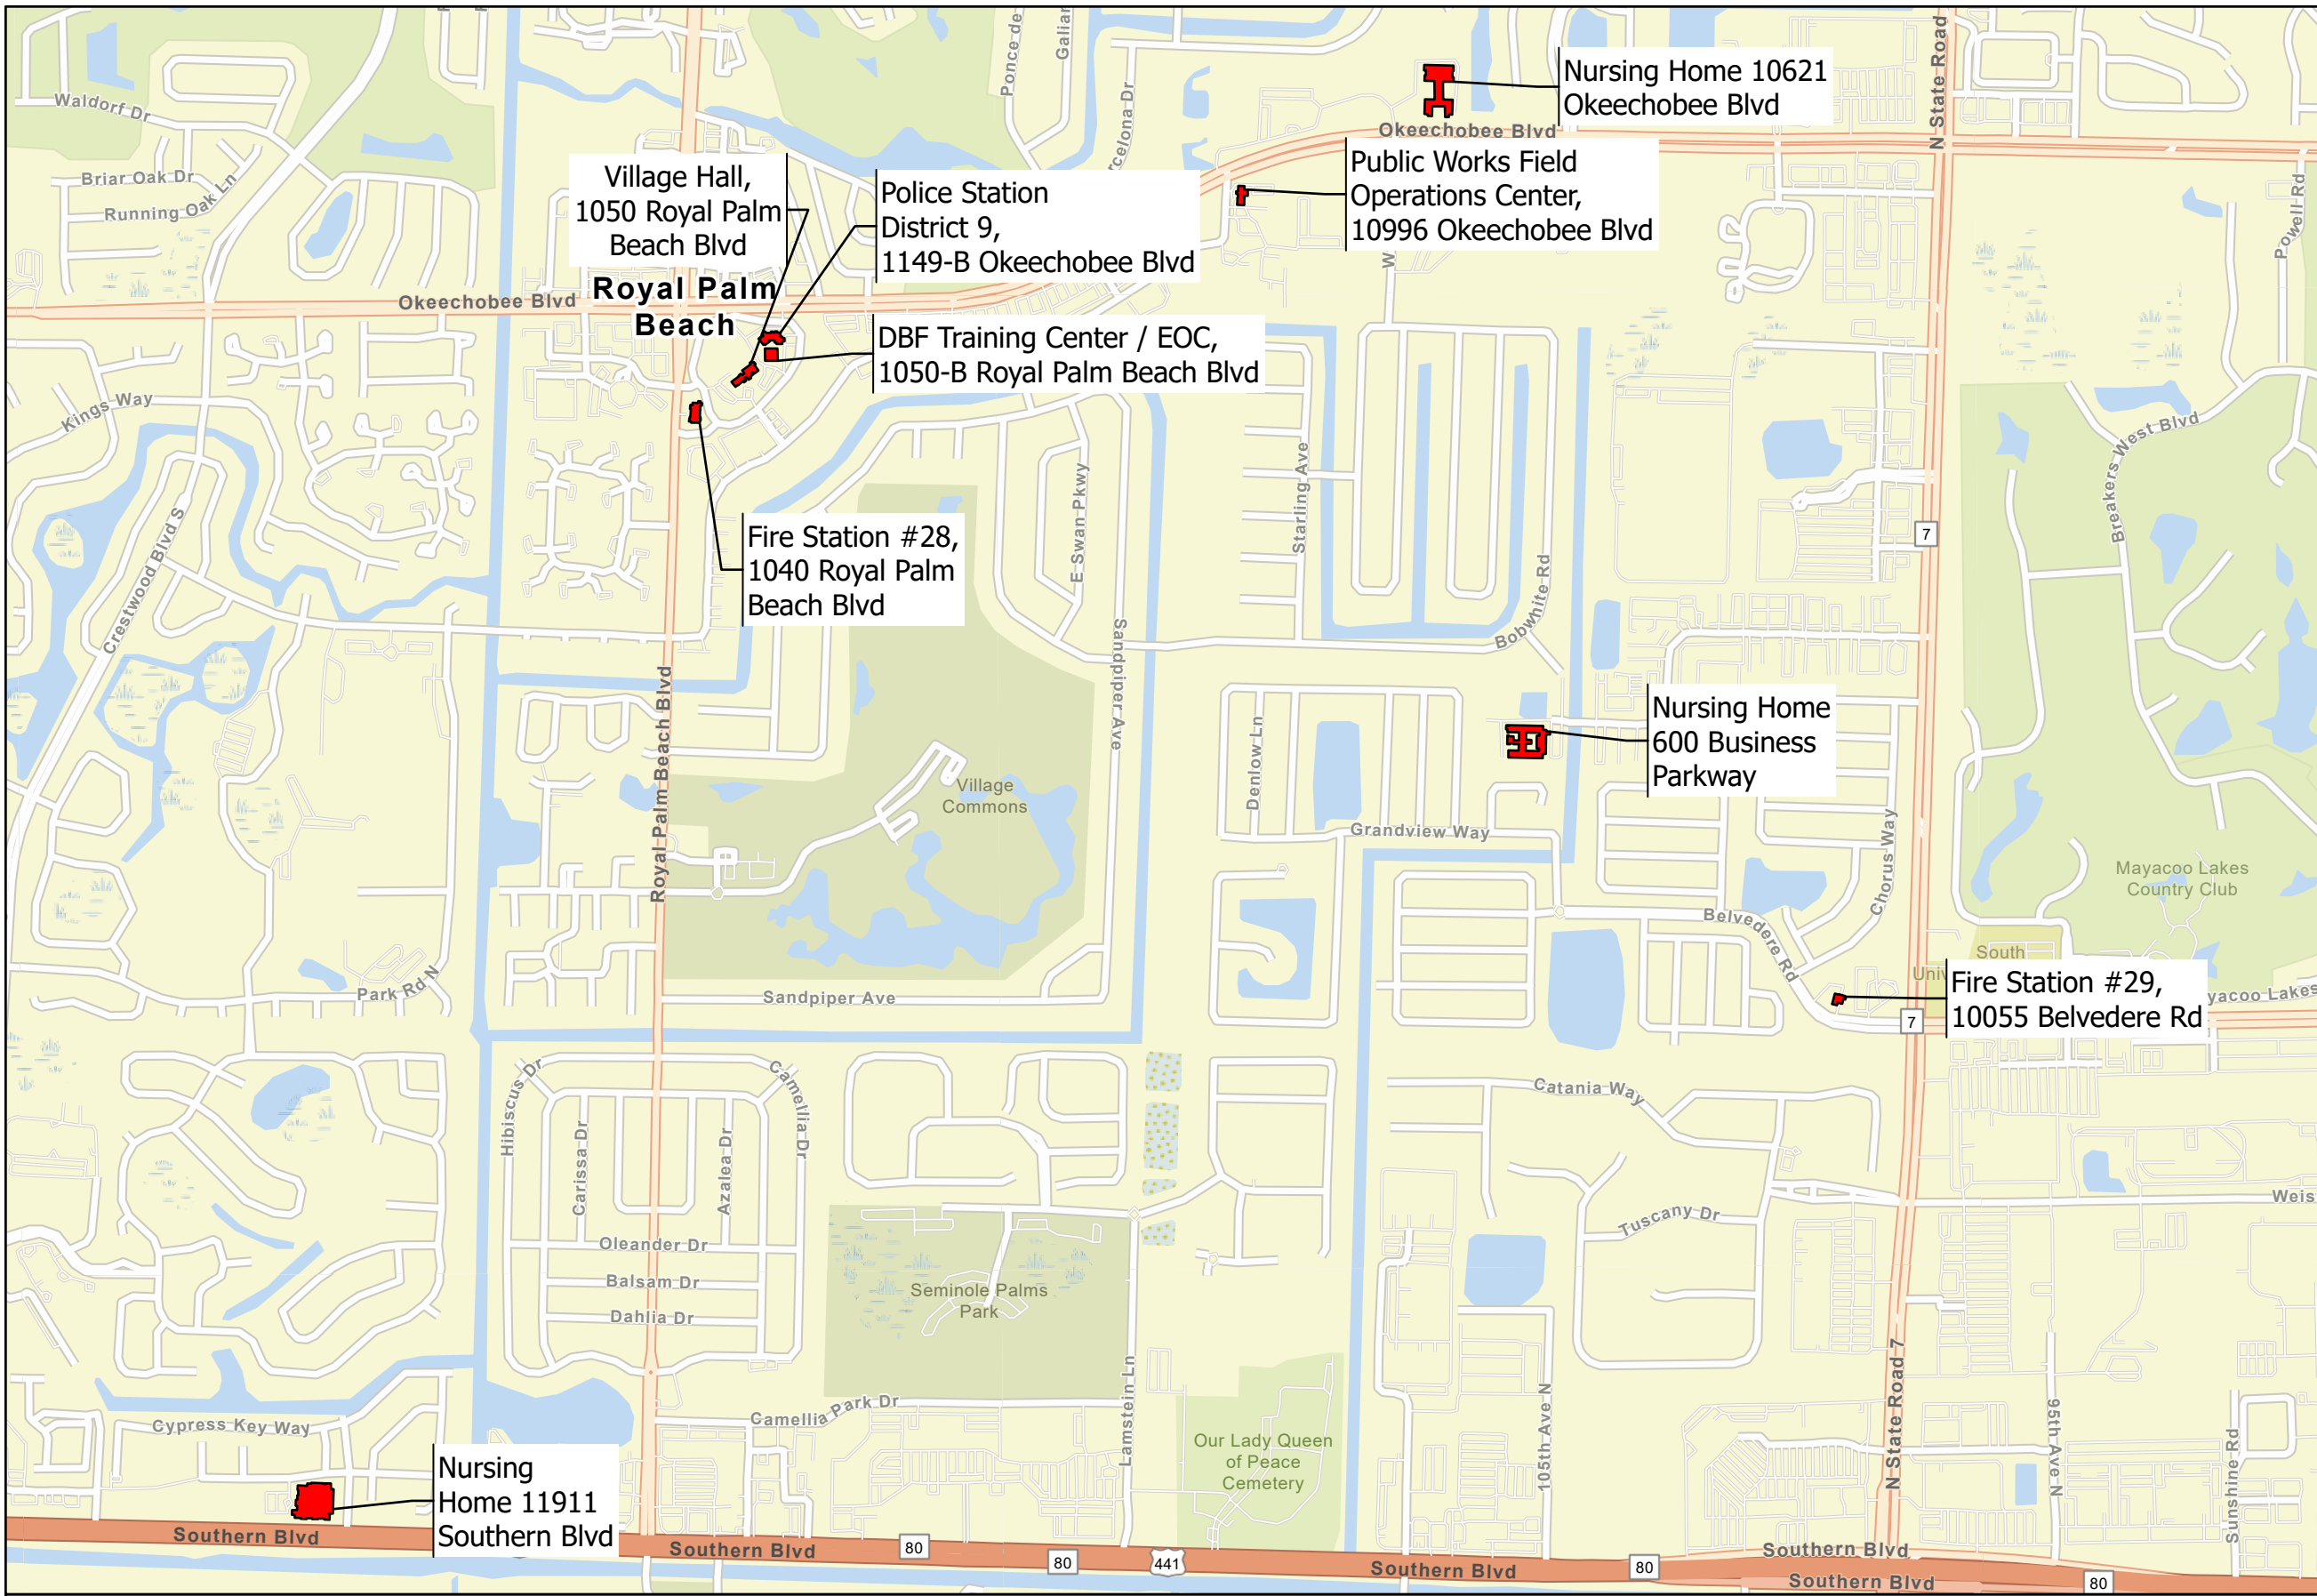 Ponce de
Galian
N State Road
Waldorf Dr
rcelona Dr
Nursing Home 10621
Okeechobee Blvd
Okeechobee Blvd
Briar Oak Dr
Running Oak Ln
Village Hall,
1050 Royal Palm
Beach Blvd
Police Station
District 9,
1149-B Okeechobee Blvd
Public Works Field
Operations Center,
10996 Okeechobee Blvd
W
Powell Rd
Okeechobee Blvd
Royal Palm
Beach
DBF Training Center / EOC,
1050-B Royal Palm Beach Blvd
Kings Way
Breakers West Blvd
Starling Ave
E Swan Pkwy
Crestwood Blvd S
Fire Station #28,
1040 Royal Palm
Beach Blvd
7
Bobwhite Rd
Sandpiper Ave
Royal Palm Beach Blvd
Denlow Ln
Nursing Home
600 Business
Parkway
Village
Commons
Grandview Way
Chorus Way
Mayacoo Lakes
Country Club
Belvedere Rd
South
Univ
Park Rd N
Sandpiper Ave
Fire Station #29,
10055 Belvedere Rd
yacoo Lakes
7
Hibiscus Dr
Camellia Dr
Carissa Dr
Azalea Dr
Catania Way
Weis
Tuscany Dr
Oleander Dr
Balsam Dr
Dahlia Dr
Seminole Palms
Park
Lamstein Ln
N State Road 7
Camellia Park Dr
Cypress Key Way
105th Ave N
95th Ave N
Sunshine Rd
Our Lady Queen
of Peace
Cemetery
Nursing
Home 11911
Southern Blvd
Southern Blvd
Southern Blvd
80
80
441
Southern Blvd
80
Southern Blvd
Southern Blvd
80